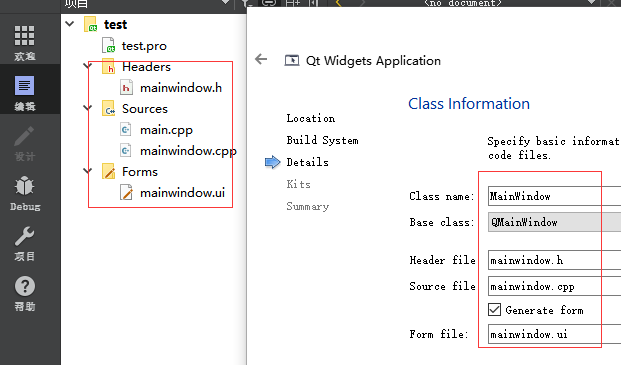 项目
<no document>
欢迎
编辑
设计
Debug
项目
帮助
test
test.pro
Headers
mainwindow.h
Sources
main.cpp
mainwindow.cpp
Forms
mainwindow.ui
Qt Widgets Application
Class Information
Location
Build System
Details
Kits
Summary
Specify basic informat
code files.
Class name: MainWindow
Base class: QMainWindow
Header file mainwindow.h
Source file mainwindow.cpp
Generate form
Form file: mainwindow.ui